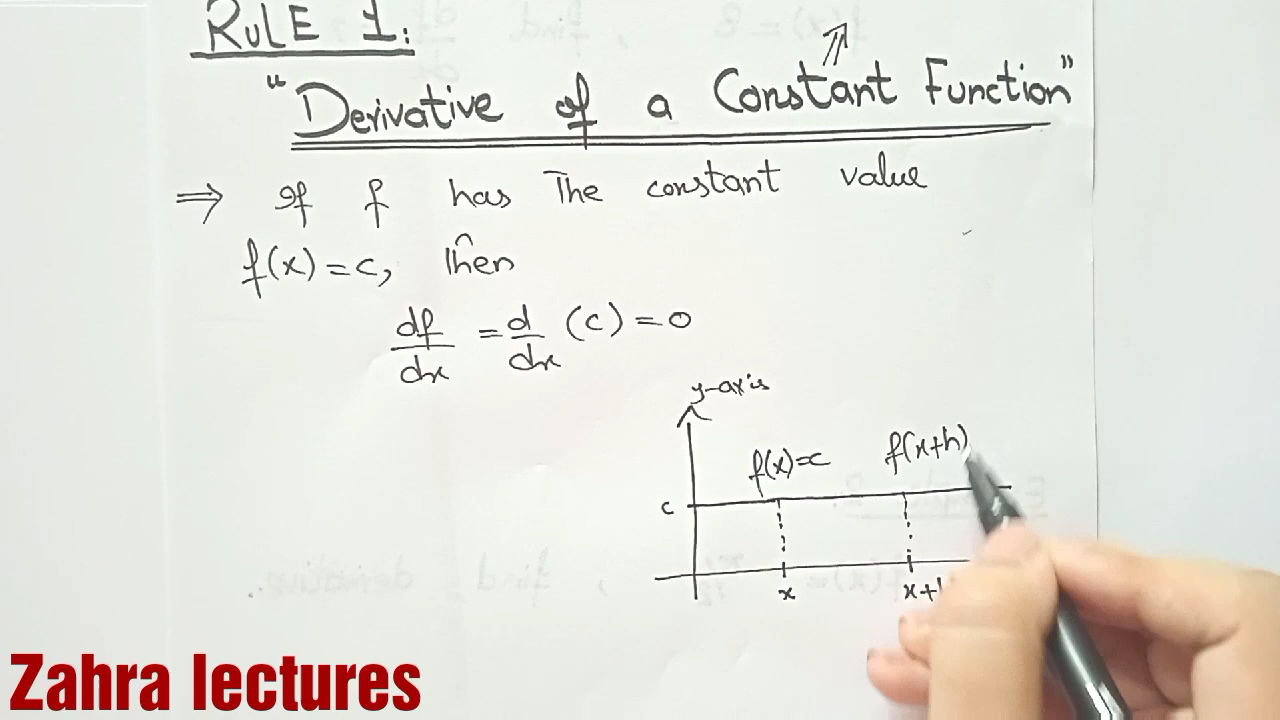 RULE 1:
"Derivative of a Constant Function"
⇒ If f has The constant value
f(x) = c, Then
df/dx = d/dx (c) = 0
y-axis
f(x)=c f(x+h)
c
x x+h
Zahra lectures